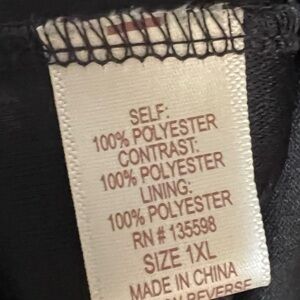 SELF:
100% POLYESTER
CONTRAST:
100% POLYESTER
LINING:
100% POLYESTER
RN # 135598
SIZE 1XL
MADE IN CHINA
REVERSE